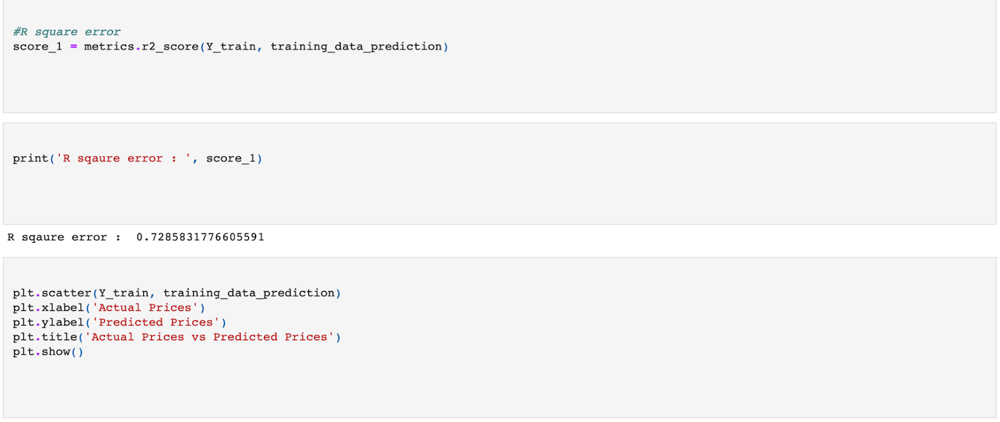 #R square error
score_1 = metrics.r2_score(Y_train, training_data_prediction)
print('R sqaure error : ', score_1)
R sqaure error :  0.7285831776605591
plt.scatter(Y_train, training_data_prediction)
plt.xlabel('Actual Prices')
plt.ylabel('Predicted Prices')
plt.title('Actual Prices vs Predicted Prices')
plt.show()